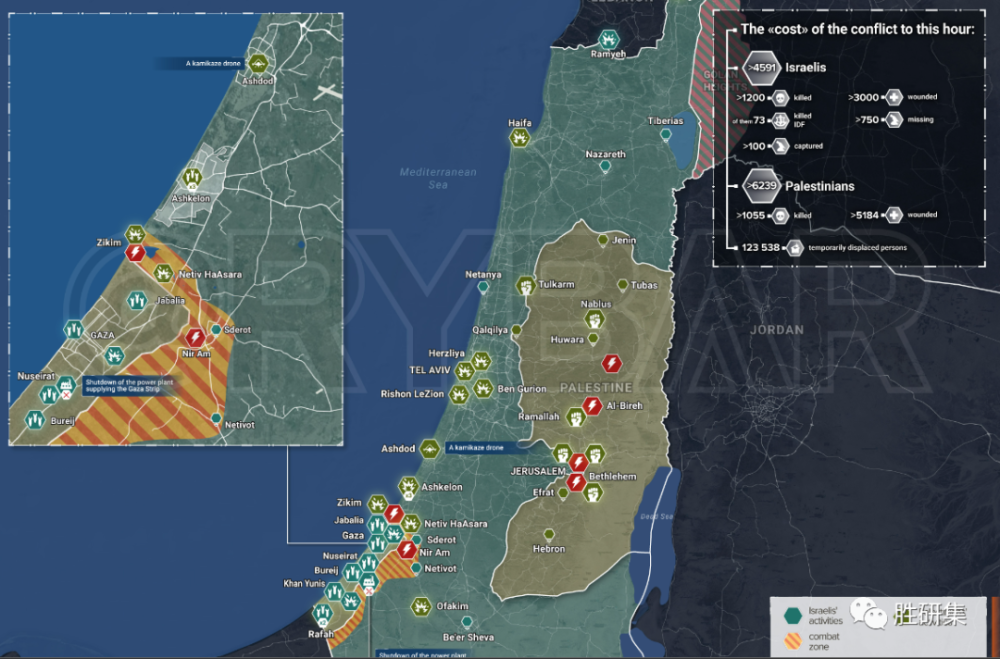 A kamikaze drone
Ashdod
x3
Ashkelon
Zikim
Netiv HaAsara
Jabalia
GAZA
Sderot
Nir Am
Nuseirat
Shutdown of the power plant
supplying the Gaza Strip
Bureij
Netivot
LEBANON
Ramyeh
GOLAN
HEIGHTS
Haifa
Tiberias
Nazareth
Mediterranean
Sea
Jenin
Netanya
Tulkarm
Tubas
Nablus
Qalqilya
Huwara
JORDAN
Herzliya
TEL AVIV
Rishon LeZion
Ben Gurion
PALESTINE
Al-Bireh
Ramallah
Ashdod
A kamikaze drone
JERUSALEM
Bethlehem
Efrat
Ashkelon
x3
Zikim
Netiv HaAsara
Jabalia
Gaza
Sderot
Nir Am
Dead Sea
Hebron
Nuseirat
Bureij
Netivot
Khan Yunis
Ofakim
Rafah
x2
Be'er Sheva
Shutdown of the power plant
RYBAR
The «cost» of the conflict to this hour:
>4591 Israelis
>1200 killed >3000 wounded
of them 73 killed IDF >750 missing
>100 captured
>6239 Palestinians
>1055 killed >5184 wounded
123 538 temporarily displaced persons
Israelis'
activities
combat
zone
胜研集